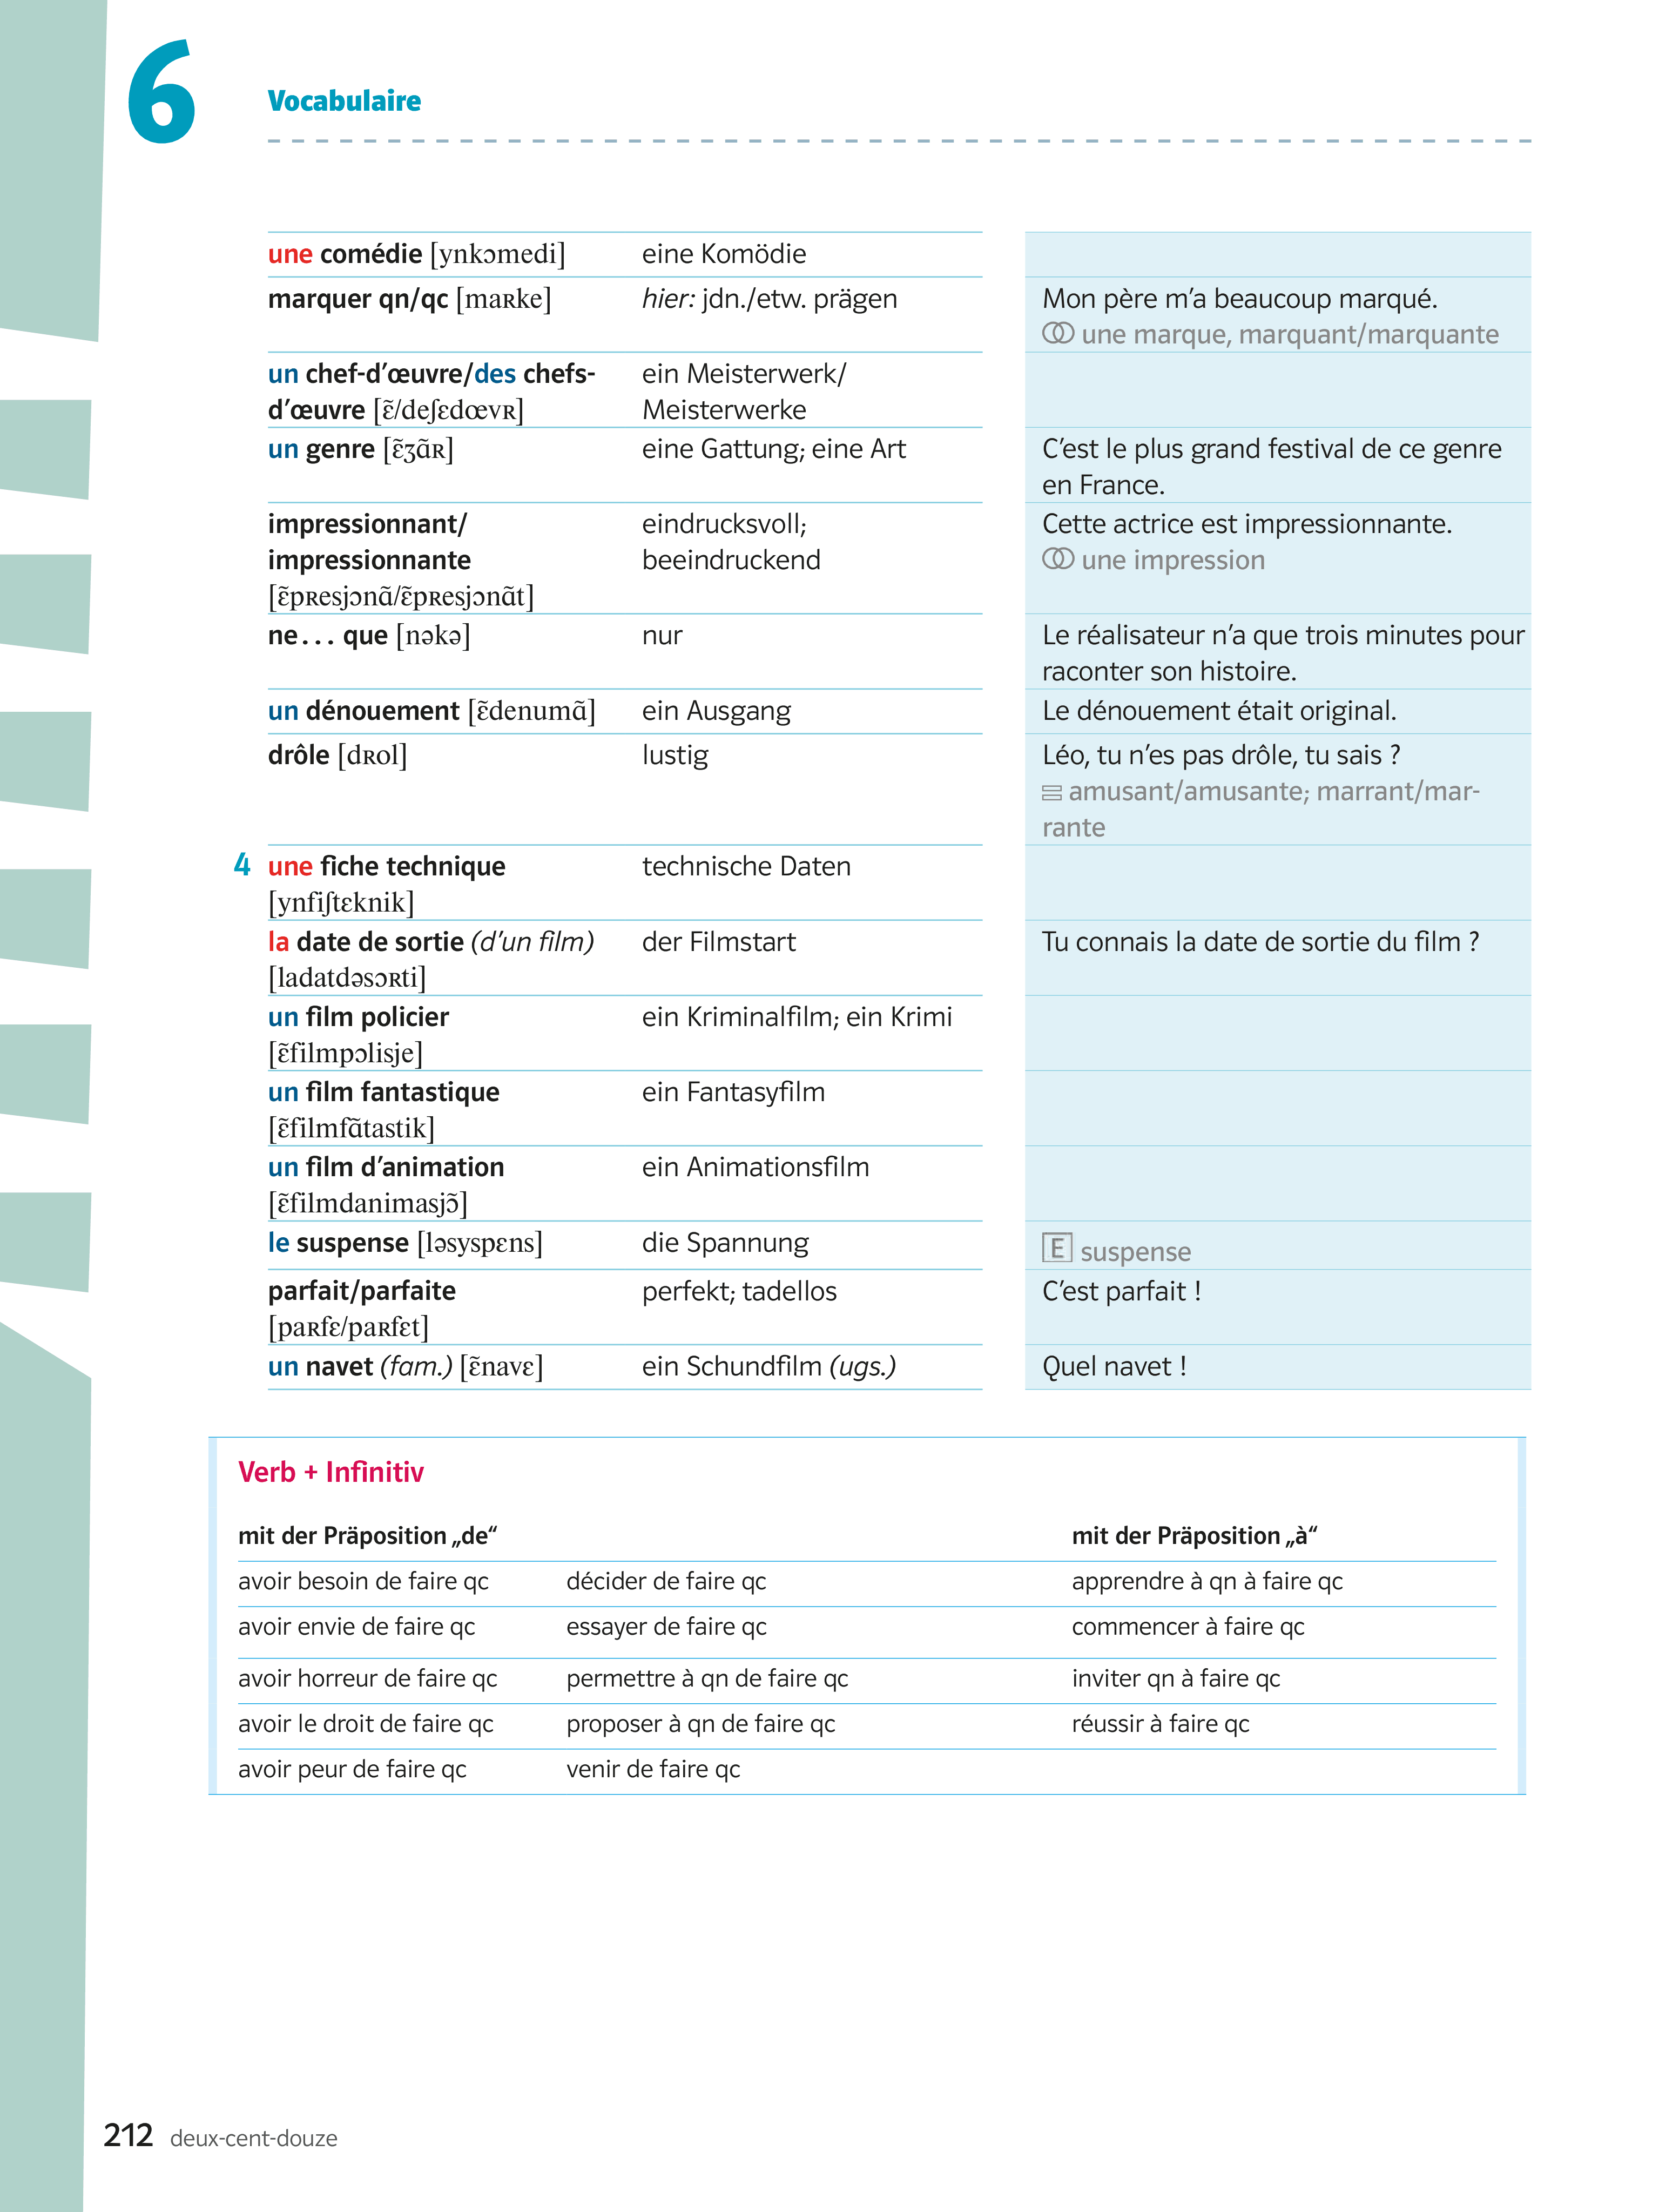 6
Vocabulaire
une comédie [ynkɔmedi] eine Komödie
marquer qn/qc [maʀke] hier: jdn./etw. prägen Mon père m’a beaucoup marqué.
une marque, marquant/marquante
un chef-d’œuvre/des chefs- ein Meisterwerk/
d’œuvre [ɛ̃/deʃɛdœvʀ] Meisterwerke
un genre [ɛ̃ʒɑ̃ʀ] eine Gattung; eine Art C’est le plus grand festival de ce genre
en France.
impressionnant/ eindrucksvoll; Cette actrice est impressionnante.
impressionnante beeindruckend une impression
[ɛ̃pʀesjɔnɑ̃/ɛ̃pʀesjɔnɑ̃t]
ne… que [nəkə] nur Le réalisateur n’a que trois minutes pour
raconter son histoire.
un dénouement [ɛ̃denumɑ̃] ein Ausgang Le dénouement était original.
drôle [dʀol] lustig Léo, tu n’es pas drôle, tu sais ?
amusant/amusante; marrant/mar-
rante
4 une fiche technique technische Daten
[ynfiʃtɛknik]
la date de sortie (d’un film) der Filmstart Tu connais la date de sortie du film ?
[ladatdəsɔʀti]
un film policier ein Kriminalfilm; ein Krimi
[ɛ̃filmpɔlisje]
un film fantastique ein Fantasyfilm
[ɛ̃filmfɑ̃tastik]
un film d’animation ein Animationsfilm
[ɛ̃filmdanimasjɔ̃]
le suspense [ləsyspɛns] die Spannung E suspense
parfait/parfaite perfekt; tadellos C’est parfait !
[paʀfɛ/paʀfɛt]
un navet (fam.) [ɛ̃navɛ] ein Schundfilm (ugs.) Quel navet !
Verb + Infinitiv
mit der Präposition „de“ mit der Präposition „à“
avoir besoin de faire qc décider de faire qc apprendre à qn à faire qc
avoir envie de faire qc essayer de faire qc commencer à faire qc
avoir horreur de faire qc permettre à qn de faire qc inviter qn à faire qc
avoir le droit de faire qc proposer à qn de faire qc réussir à faire qc
avoir peur de faire qc venir de faire qc
212 deux-cent-douze